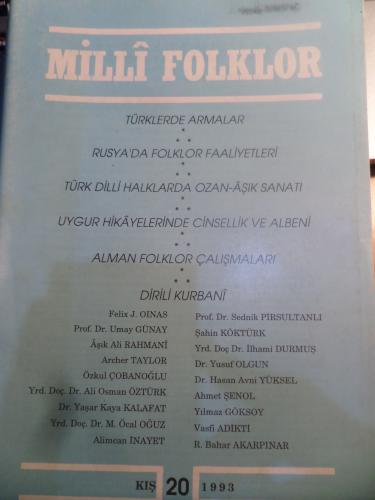 MİLLÎ FOLKLOR
TÜRKLERDE ARMALAR
*
* *
RUSYA'DA FOLKLOR FAALİYETLERİ
*
* *
TÜRK DİLLİ HALKLARDA OZAN-ÂŞIK SANATI
*
* *
UYGUR HİKÂYELERİNDE CİNSELLİK VE ALBENİ
*
* *
ALMAN FOLKLOR ÇALIŞMALARI
*
* *
DİRİLİ KURBANÎ
Felix J. OINAS
Prof. Dr. Umay GÜNAY
Âşık Ali RAHMANÎ
Archer TAYLOR
Özkul ÇOBANOĞLU
Yrd. Doç. Dr. Ali Osman ÖZTÜRK
Dr. Yaşar Kaya KALAFAT
Yrd. Doç. Dr. M. Öcal OĞUZ
Alimcan İNAYET
Prof. Dr. Sednik PİRSULTANLI
Şahin KÖKTÜRK
Yrd. Doç Dr. İlhami DURMUŞ
Dr. Yusuf OLGUN
Dr. Hasan Avni YÜKSEL
Ahmet ŞENOL
Yılmaz GÖKSOY
Vasfi ADIKTI
R. Bahar AKARPINAR
KIŞ 20 1993